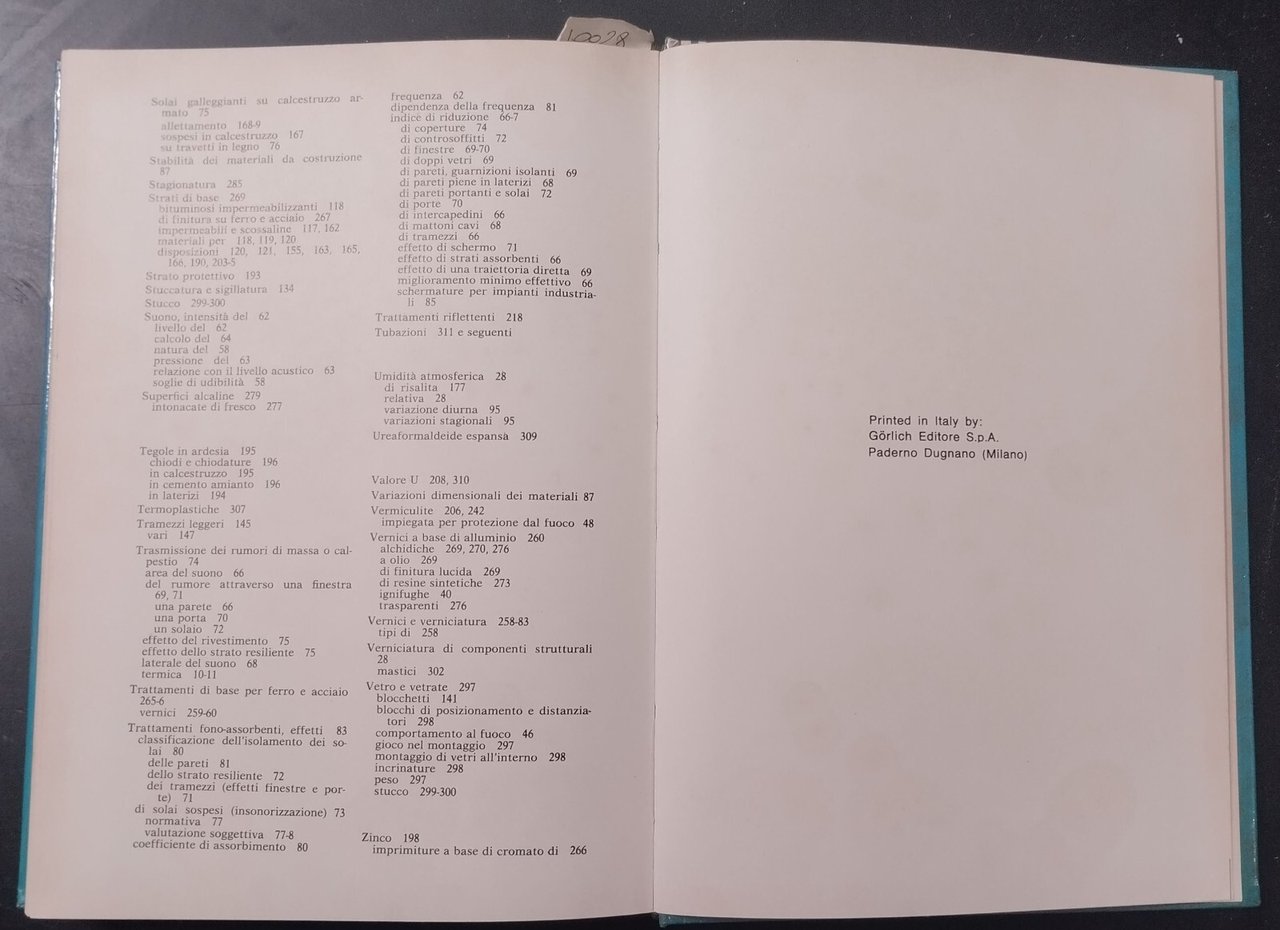 10028
Solai galleggianti su calcestruzzo ar-
mato 75
allettamento 168-9
sospesi in calcestruzzo 167
su travetti in legno 76
Stabilità dei materiali da costruzione
87
Stagionatura 285
Strati di base 269
bituminosi impermeabilizzanti 118
di finitura su ferro e acciaio 267
impermeabili e scossaline 117, 162
materiali per 118, 119, 120
disposizioni 120, 121, 155, 163, 165,
166, 190, 203-5
Strato protettivo 193
Stuccatura e sigillatura 134
Stucco 299-300
Suono, intensità del 62
livello del 62
calcolo del 64
natura del 58
pressione del 63
relazione con il livello acustico 63
soglie di udibilità 58
Superfici alcaline 279
intonacate di fresco 277
Tegole in ardesia 195
chiodi e chiodature 196
in calcestruzzo 195
in cemento amianto 196
in laterizi 194
Termoplastiche 307
Tramezzi leggeri 145
vari 147
Trasmissione dei rumori di massa o cal-
pestio 74
area del suono 66
del rumore attraverso una finestra
69, 71
una parete 66
una porta 70
un solaio 72
effetto del rivestimento 75
effetto dello strato resiliente 75
laterale del suono 68
termica 10-11
Trattamenti di base per ferro e acciaio
265-6
vernici 259-60
Trattamenti fono-assorbenti, effetti 83
classificazione dell'isolamento dei so-
lai 80
delle pareti 81
dello strato resiliente 72
dei tramezzi (effetti finestre e por-
te) 71
di solai sospesi (insonorizzazione) 73
normativa 77
valutazione soggettiva 77-8
coefficiente di assorbimento 80
frequenza 62
dipendenza della frequenza 81
indice di riduzione 66-7
di coperture 74
di controsoffitti 72
di finestre 69-70
di doppi vetri 69
di pareti, guarnizioni isolanti 69
di pareti piene in laterizi 68
di pareti portanti e solai 72
di porte 70
di intercapedini 66
di mattoni cavi 68
di tramezzi 66
effetto di schermo 71
effetto di strati assorbenti 66
effetto di una traiettoria diretta 69
miglioramento minimo effettivo 66
schermature per impianti industria-
li 85
Trattamenti riflettenti 218
Tubazioni 311 e seguenti
Umidità atmosferica 28
di risalita 177
relativa 28
variazione diurna 95
variazioni stagionali 95
Ureaformaldeide espansa 309
Valore U 208, 310
Variazioni dimensionali dei materiali 87
Vermiculite 206, 242
impiegata per protezione dal fuoco 48
Vernici a base di alluminio 260
alchidiche 269, 270, 276
a olio 269
di finitura lucida 269
di resine sintetiche 273
ignifughe 40
trasparenti 276
Vernici e verniciatura 258-83
tipi di 258
Verniciatura di componenti strutturali
28
mastici 302
Vetro e vetrate 297
blocchetti 141
blocchi di posizionamento e distanzia-
tori 298
comportamento al fuoco 46
gioco nel montaggio 297
montaggio di vetri all'interno 298
incrinature 298
peso 297
stucco 299-300
Zinco 198
imprimiture a base di cromato di 266
Printed in Italy by:
Görlich Editore S.p.A.
Paderno Dugnano (Milano)